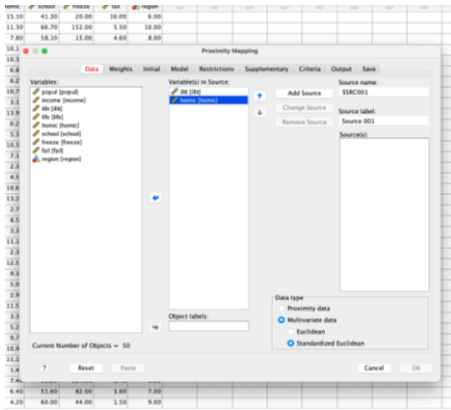 homic school freeze fail region
15.10 41.30 20.00 16.00 6.00
11.30 66.70 152.00 5.50 10.00
7.80 58.10 15.00 4.60 8.00
Proximity Mapping
Data Weights Initial Model Restrictions Supplementary Criteria Output Save
Variables:
popul [popul]
income [income]
illit [illit]
life [life]
homic [homic]
school [school]
freeze [freeze]
fail [fail]
region [region]
Variable(s) in Source:
illit [illit]
homic [homic]
Object labels:
Add Source
Change Source
Remove Source
Source name:
SSRC001
Source label:
Source 001
Source(s):
Data type
Proximity data
Multivariate data
Euclidean
Standardized Euclidean
Current Number of Objects = 50
? Reset Paste Cancel OK
6.40 51.60 82.00 3.60 7.00
4.20 60.00 44.00 1.50 9.00